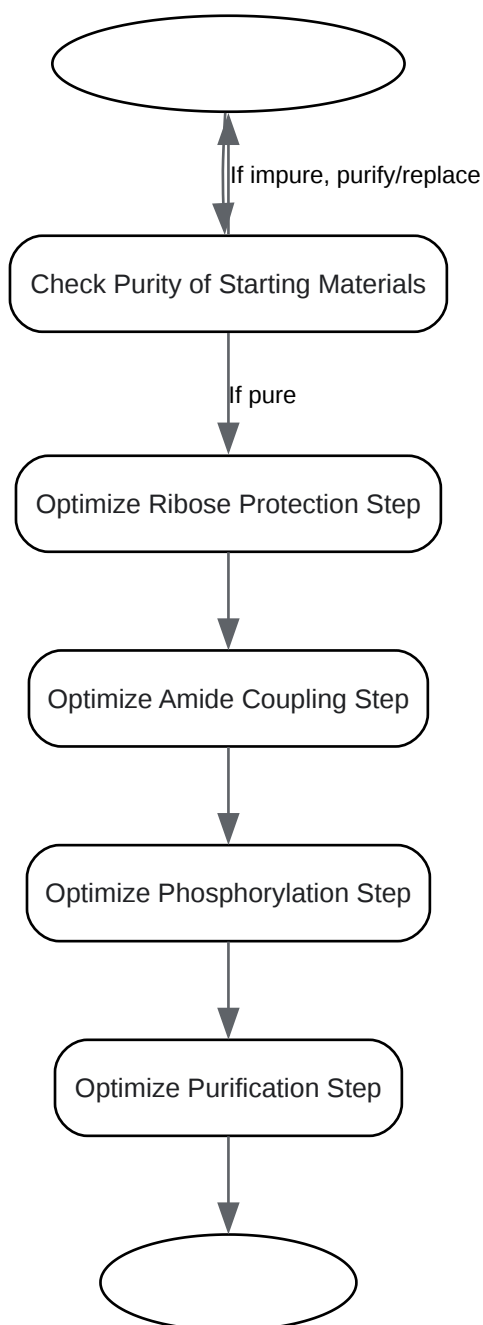 If impure, purify/replace
Check Purity of Starting Materials
If pure
Optimize Ribose Protection Step
Optimize Amide Coupling Step
Optimize Phosphorylation Step
Optimize Purification Step